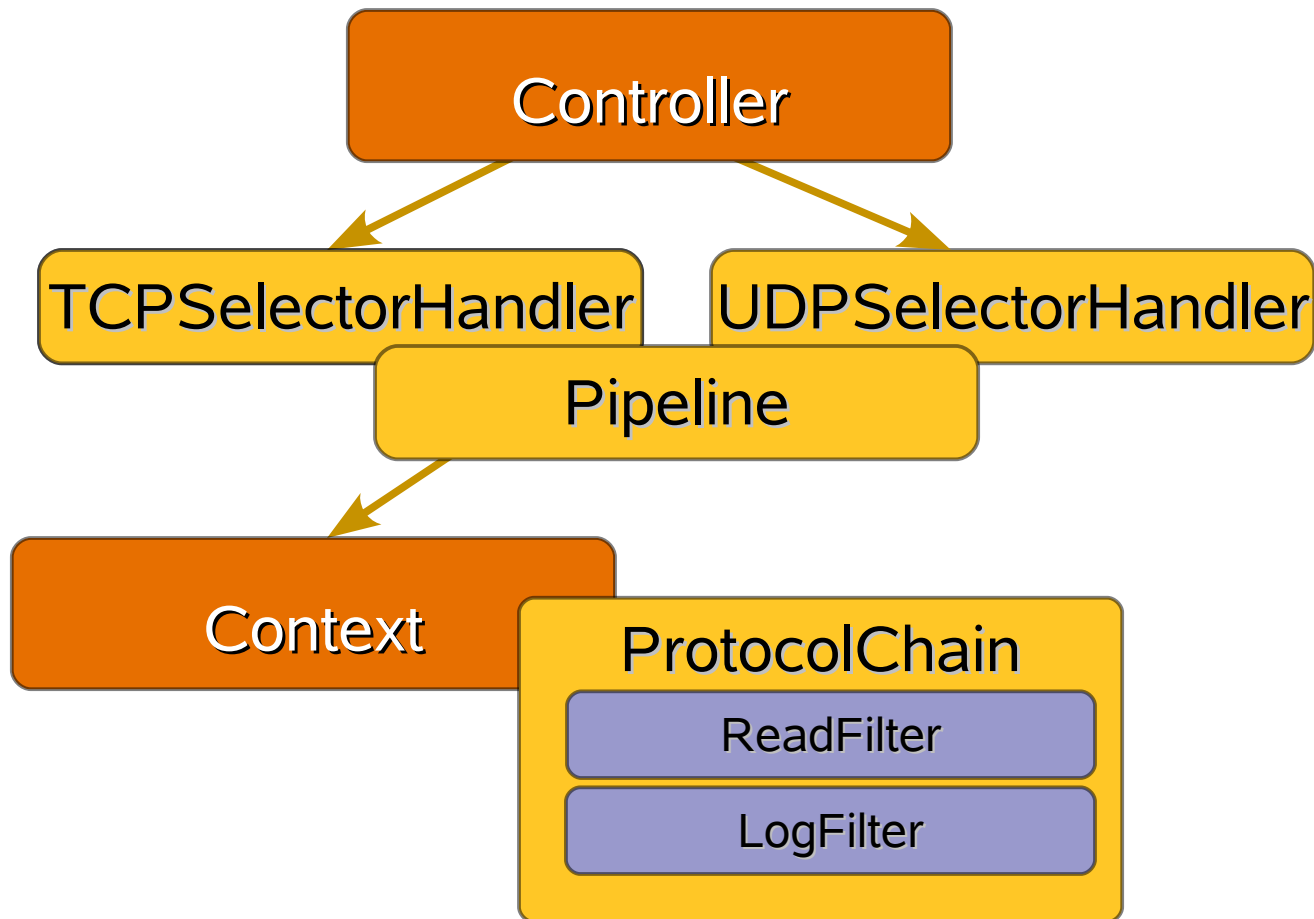 Controller
TCPSelectorHandler
UDPSelectorHandler
Pipeline
Context
ProtocolChain
ReadFilter
LogFilter